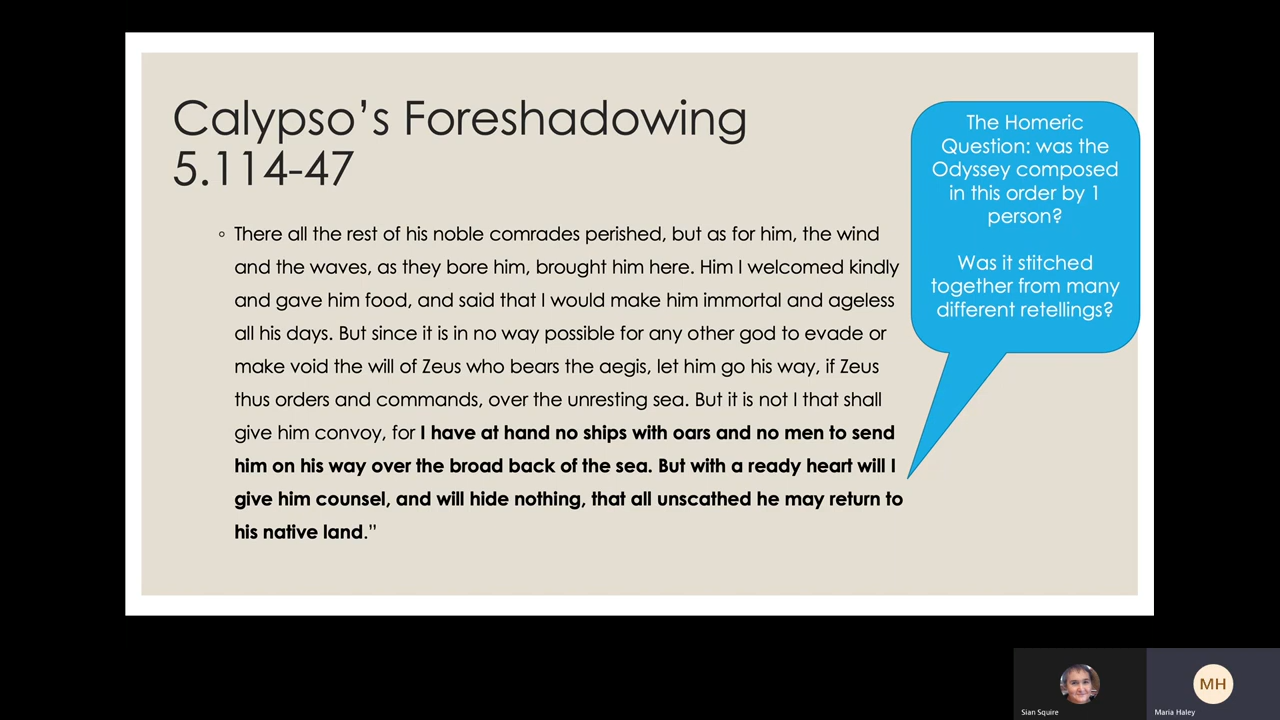 Calypso’s Foreshadowing
5.114-47
◦ There all the rest of his noble comrades perished, but as for him, the wind
and the waves, as they bore him, brought him here. Him I welcomed kindly
and gave him food, and said that I would make him immortal and ageless
all his days. But since it is in no way possible for any other god to evade or
make void the will of Zeus who bears the aegis, let him go his way, if Zeus
thus orders and commands, over the unresting sea. But it is not I that shall
give him convoy, for I have at hand no ships with oars and no men to send
him on his way over the broad back of the sea. But with a ready heart will I
give him counsel, and will hide nothing, that all unscathed he may return to
his native land.”
The Homeric
Question: was the
Odyssey composed
in this order by 1
person?
Was it stitched
together from many
different retellings?
Sian Squire
MH
Maria Haley